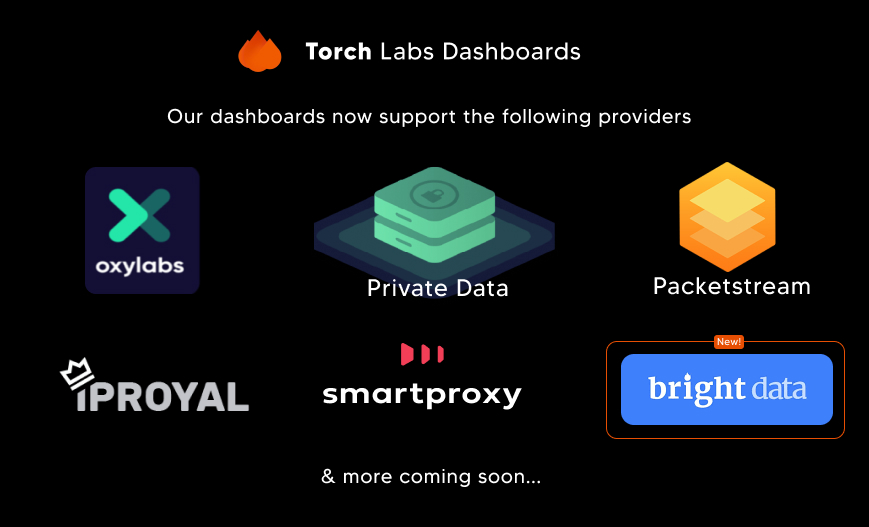 Torch Labs Dashboards
Our dashboards now support the following providers
oxylabs
Private Data
Packetstream
IPROYAL
smartproxy
New!
bright data
& more coming soon...